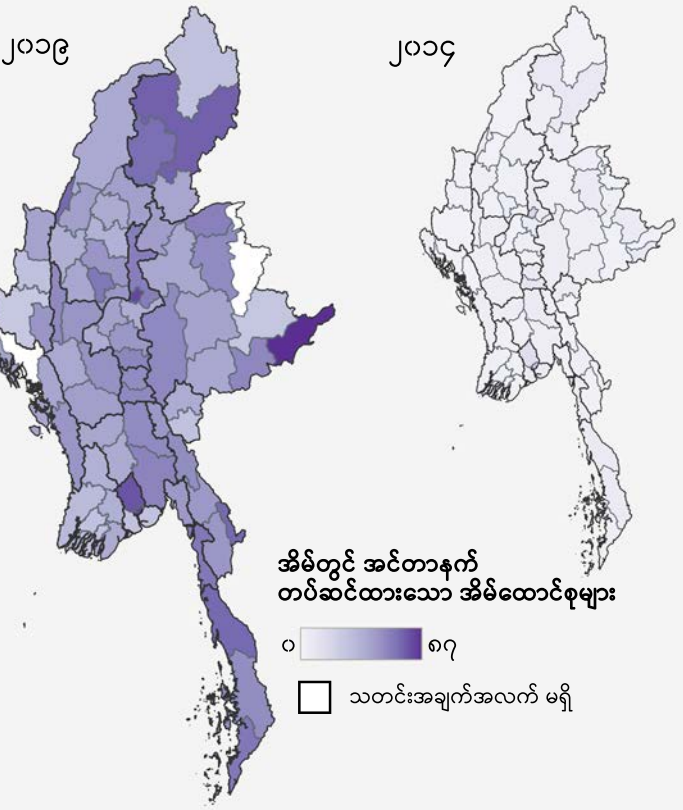 ၂၀၁၉
၂၀၁၄
အိမ်တွင် အင်တာနက်
တပ်ဆင်ထားသော အိမ်ထောင်စုများ
၀
၈၇
သတင်းအချက်အလက် မရှိ